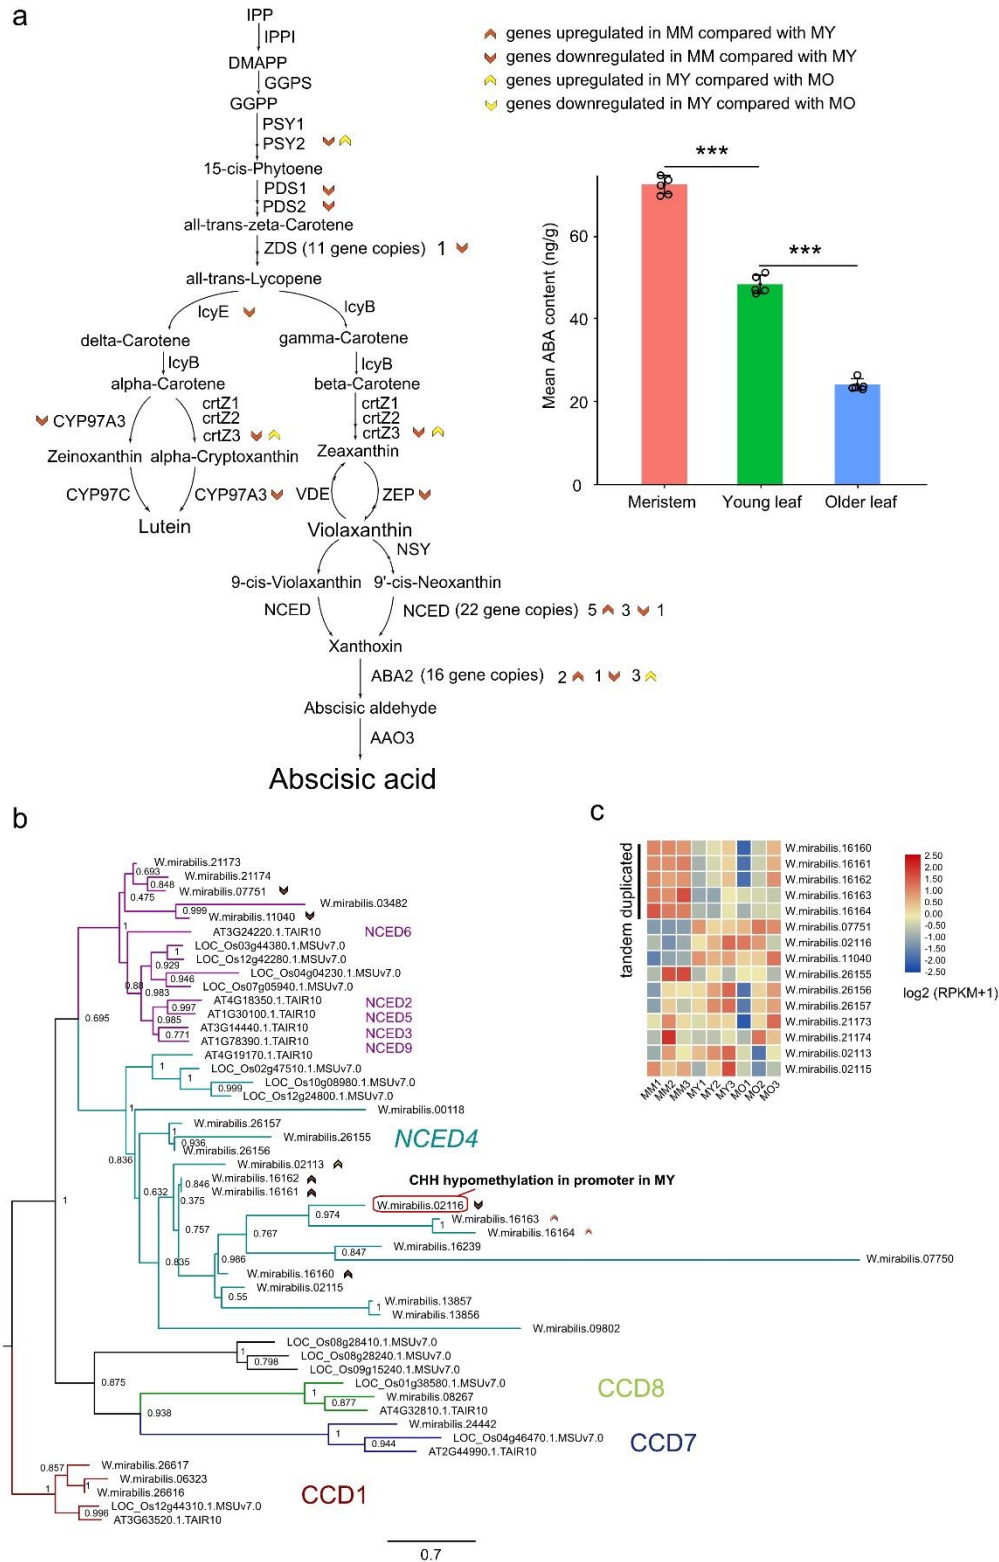 a
IPP
IPPI
DMAPP
GGPS
GGPP
PSY1
PSY2
15-cis-Phytoene
PDS1
PDS2
all-trans-zeta-Carotene
ZDS (11 gene copies) 1
all-trans-Lycopene
lcyE
lcyB
delta-Carotene
gamma-Carotene
lcyB
lcyB
alpha-Carotene
beta-Carotene
CYP97A3
crtZ1
crtZ2
crtZ3
crtZ1
crtZ2
crtZ3
Zeinoxanthin
alpha-Cryptoxanthin
Zeaxanthin
CYP97C
CYP97A3
VDE
ZEP
Lutein
Violaxanthin
NSY
9-cis-Violaxanthin
9'-cis-Neoxanthin
NCED
NCED (22 gene copies) 5 3 1
Xanthoxin
ABA2 (16 gene copies) 2 1 3
Abscisic aldehyde
AAO3
Abscisic acid
genes upregulated in MM compared with MY
genes downregulated in MM compared with MY
genes upregulated in MY compared with MO
genes downregulated in MY compared with MO
Mean ABA content (ng/g)
60
40
20
0
***
***
Meristem
Young leaf
Older leaf
b
W.mirabilis.21173
0.693
W.mirabilis.21174
0.848
W.mirabilis.07751
0.475
W.mirabilis.03482
0.999
W.mirabilis.11040
1
AT3G24220.1.TAIR10
NCED6
LOC_Os03g44380.1.MSUv7.0
LOC_Os12g42280.1.MSUv7.0
0.929
LOC_Os04g04230.1.MSUv7.0
0.946
LOC_Os07g05940.1.MSUv7.0
0.88
0.983
AT4G18350.1.TAIR10
NCED2
0.997
AT1G30100.1.TAIR10
NCED5
0.985
0.695
AT3G14440.1.TAIR10
NCED3
0.771
AT1G78390.1.TAIR10
NCED9
AT4G19170.1.TAIR10
1
LOC_Os02g47510.1.MSUv7.0
1
LOC_Os10g08980.1.MSUv7.0
0.999
LOC_Os12g24800.1.MSUv7.0
1
W.mirabilis.00118
W.mirabilis.26157
1
0.936
W.mirabilis.26155
W.mirabilis.26156
NCED4
0.836
W.mirabilis.02113
W.mirabilis.16162
0.846
0.632
W.mirabilis.16161
0.375
CHH hypomethylation in promoter in MY
1
W.mirabilis.02116
0.974
W.mirabilis.16163
1
W.mirabilis.16164
0.757
0.767
W.mirabilis.16239
0.847
W.mirabilis.07750
0.835
0.986
W.mirabilis.16160
W.mirabilis.02115
0.55
W.mirabilis.13857
1
W.mirabilis.13856
W.mirabilis.09802
LOC_Os08g28410.1.MSUv7.0
1
LOC_Os08g28240.1.MSUv7.0
0.798
LOC_Os09g15240.1.MSUv7.0
0.875
LOC_Os01g38580.1.MSUv7.0
1
W.mirabilis.08267
0.877
AT4G32810.1.TAIR10
CCD8
0.938
W.mirabilis.24442
1
LOC_Os04g46470.1.MSUv7.0
0.944
AT2G44990.1.TAIR10
CCD7
W.mirabilis.26617
0.857
W.mirabilis.06323
1
W.mirabilis.26616
1
LOC_Os12g44310.1.MSUv7.0
0.996
AT3G63520.1.TAIR10
CCD1
0.7
c
tandem duplicated
W.mirabilis.16160
W.mirabilis.16161
W.mirabilis.16162
W.mirabilis.16163
W.mirabilis.16164
W.mirabilis.07751
W.mirabilis.02116
W.mirabilis.11040
W.mirabilis.26155
W.mirabilis.26156
W.mirabilis.26157
W.mirabilis.21173
W.mirabilis.21174
W.mirabilis.02113
W.mirabilis.02115
MM1 MM2 MM3 MY1 MY2 MY3 MO1 MO2 MO3
2.50
2.00
1.50
1.00
0.50
0.00
-0.50
-1.00
-1.50
-2.00
-2.50
log2 (RPKM+1)